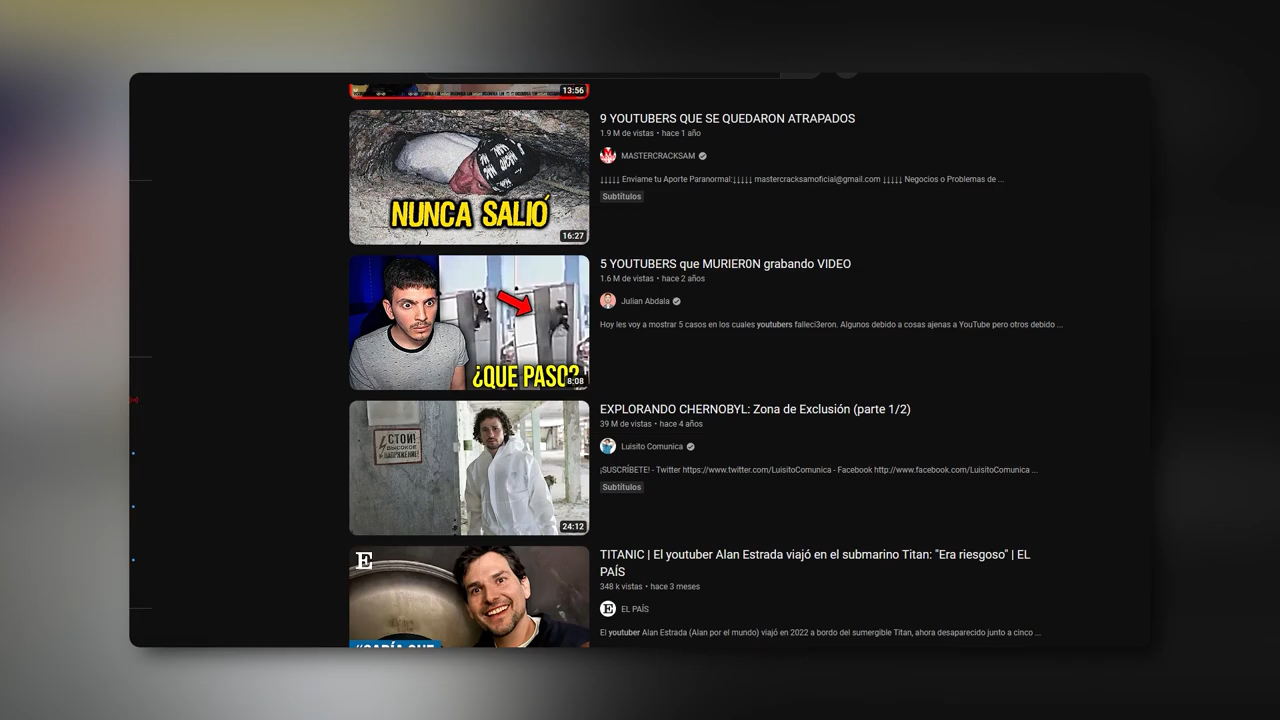 13:56
NUNCA SALIÓ
16:27
9 YOUTUBERS QUE SE QUEDARON ATRAPADOS
1.9 M de vistas • hace 1 año
MASTERCRACKSAM
↓↓↓↓↓ Enviame tu Aporte Paranormal:↓↓↓↓↓ mastercracksamoficial@gmail.com ↓↓↓↓↓ Negocios o Problemas de ...
Subtítulos
¿QUE PASO?
8:08
5 YOUTUBERS que MURIER0N grabando VIDEO
1.6 M de vistas • hace 2 años
Julian Abdala
Hoy les voy a mostrar 5 casos en los cuales youtubers falleci3eron. Algunos debido a cosas ajenas a YouTube pero otros debido ...
СТОЙ!
ВЫСОКОЕ
НАПРЯЖЕНИЕ!
24:12
EXPLORANDO CHERNOBYL: Zona de Exclusión (parte 1/2)
39 M de vistas • hace 4 años
Luisito Comunica
¡SUSCRÍBETE! - Twitter https://www.twitter.com/LuisitoComunica - Facebook http://www.facebook.com/LuisitoComunica ...
Subtítulos
E
TITANIC | El youtuber Alan Estrada viajó en el submarino Titan: "Era riesgoso" | EL
PAÍS
348 k vistas • hace 3 meses
E
EL PAÍS
El youtuber Alan Estrada (Alan por el mundo) viajó en 2022 a bordo del sumergible Titan, ahora desaparecido junto a cinco ...